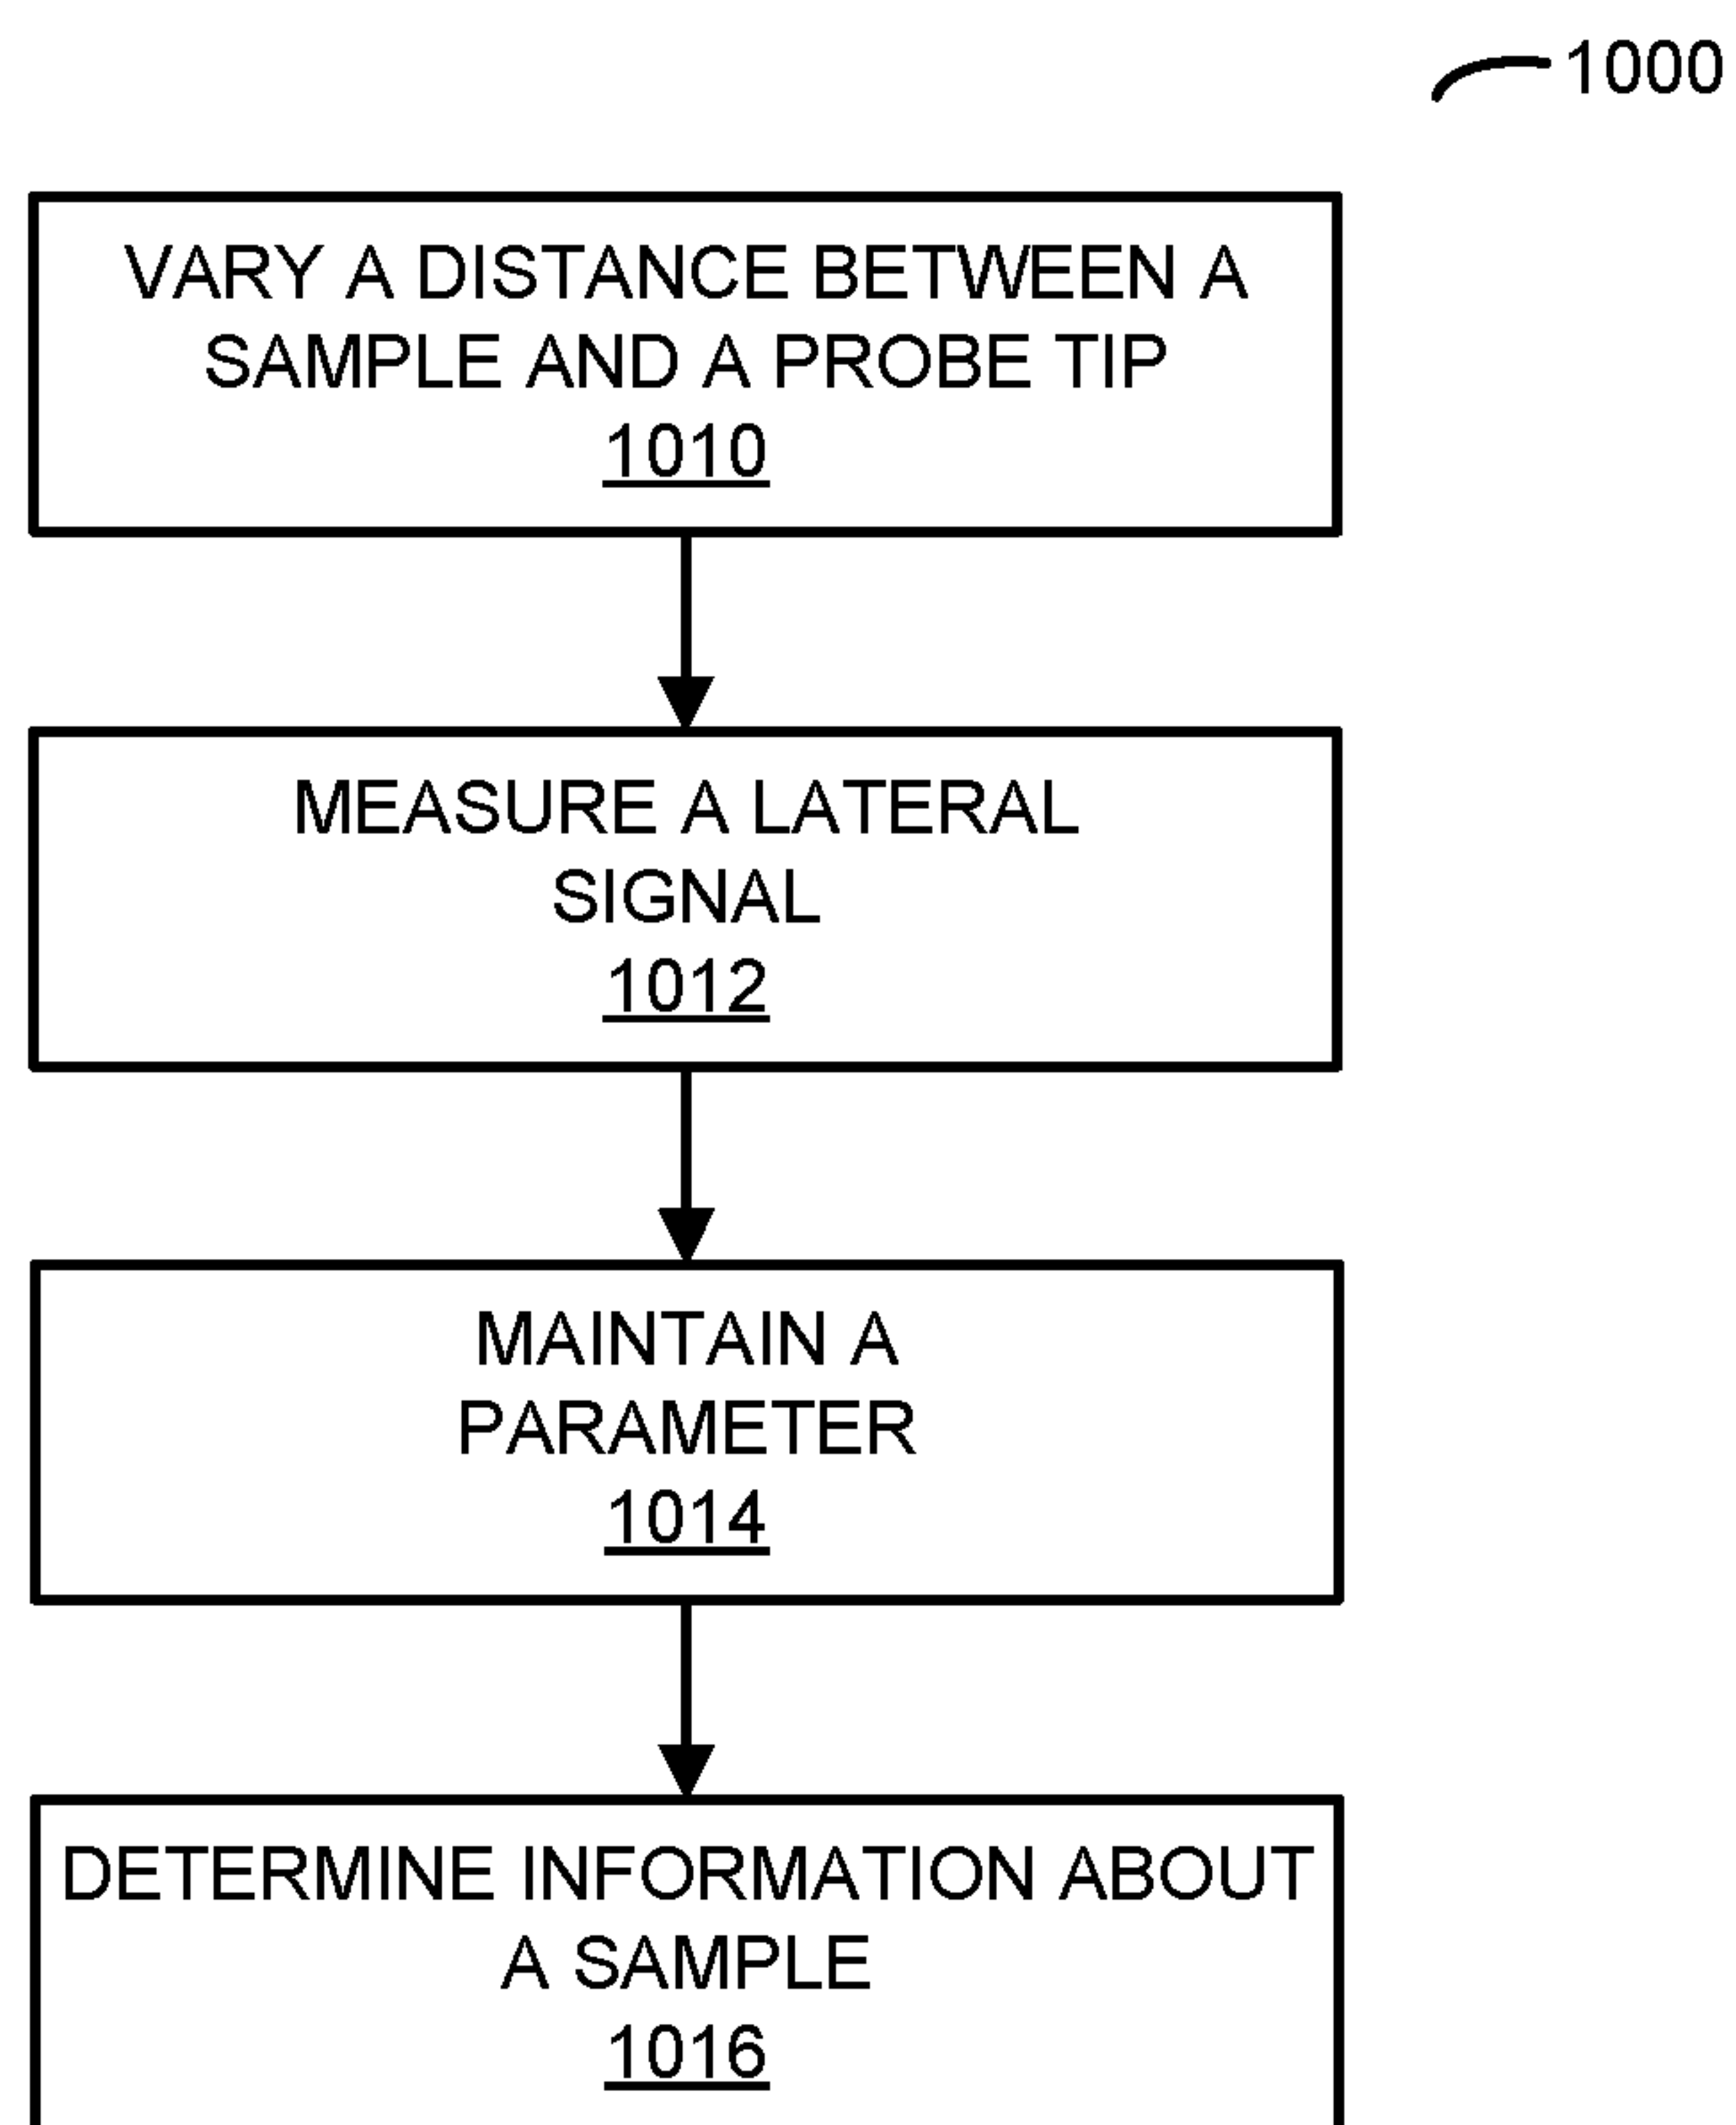 1000
VARY A DISTANCE BETWEEN A
SAMPLE AND A PROBE TIP
1010
MEASURE A LATERAL
SIGNAL
1012
MAINTAIN A
PARAMETER
1014
DETERMINE INFORMATION ABOUT
A SAMPLE
1016